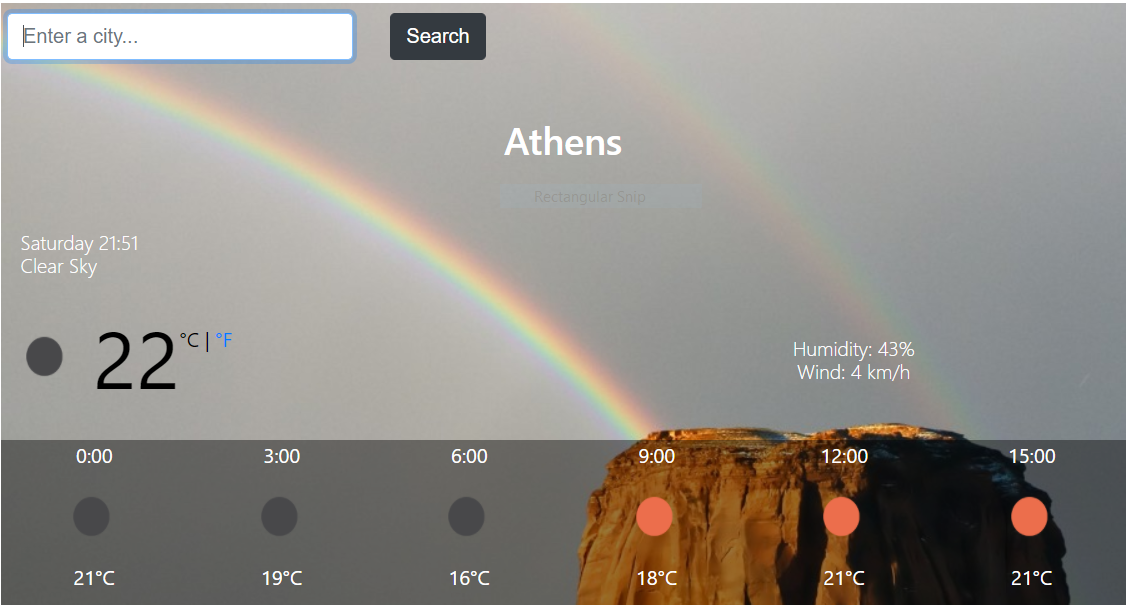 Enter a city...
Search
Athens
Rectangular Snip
Saturday 21:51
Clear Sky
22 °C | °F
Humidity: 43%
Wind: 4 km/h
0:00 3:00 6:00 9:00 12:00 15:00
21°C 19°C 16°C 18°C 21°C 21°C